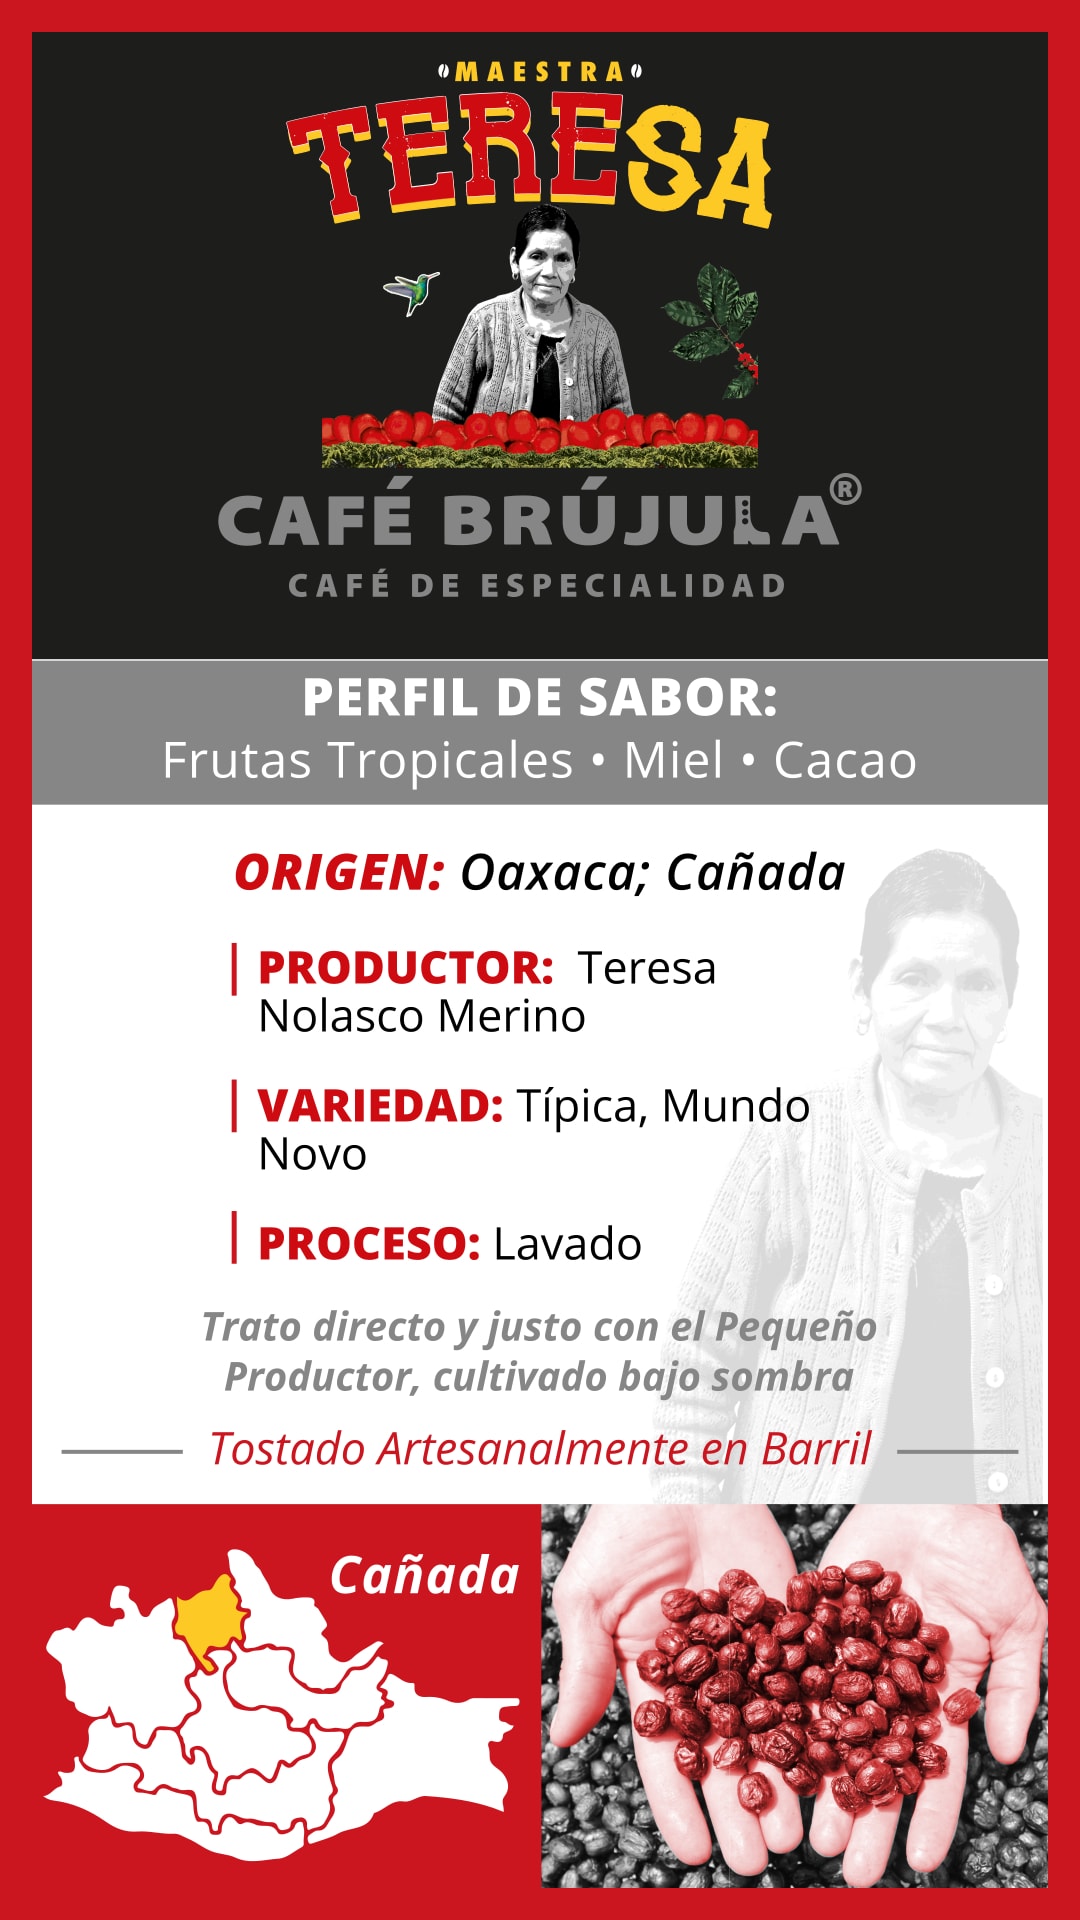 MAESTRA
TERESA
CAFÉ BRÚJULA®
CAFÉ DE ESPECIALIDAD
PERFIL DE SABOR:
Frutas Tropicales • Miel • Cacao
ORIGEN: Oaxaca; Cañada
PRODUCTOR: Teresa
Nolasco Merino
VARIEDAD: Típica, Mundo
Novo
PROCESO: Lavado
Trato directo y justo con el Pequeño
Productor, cultivado bajo sombra
Tostado Artesanalmente en Barril
Cañada